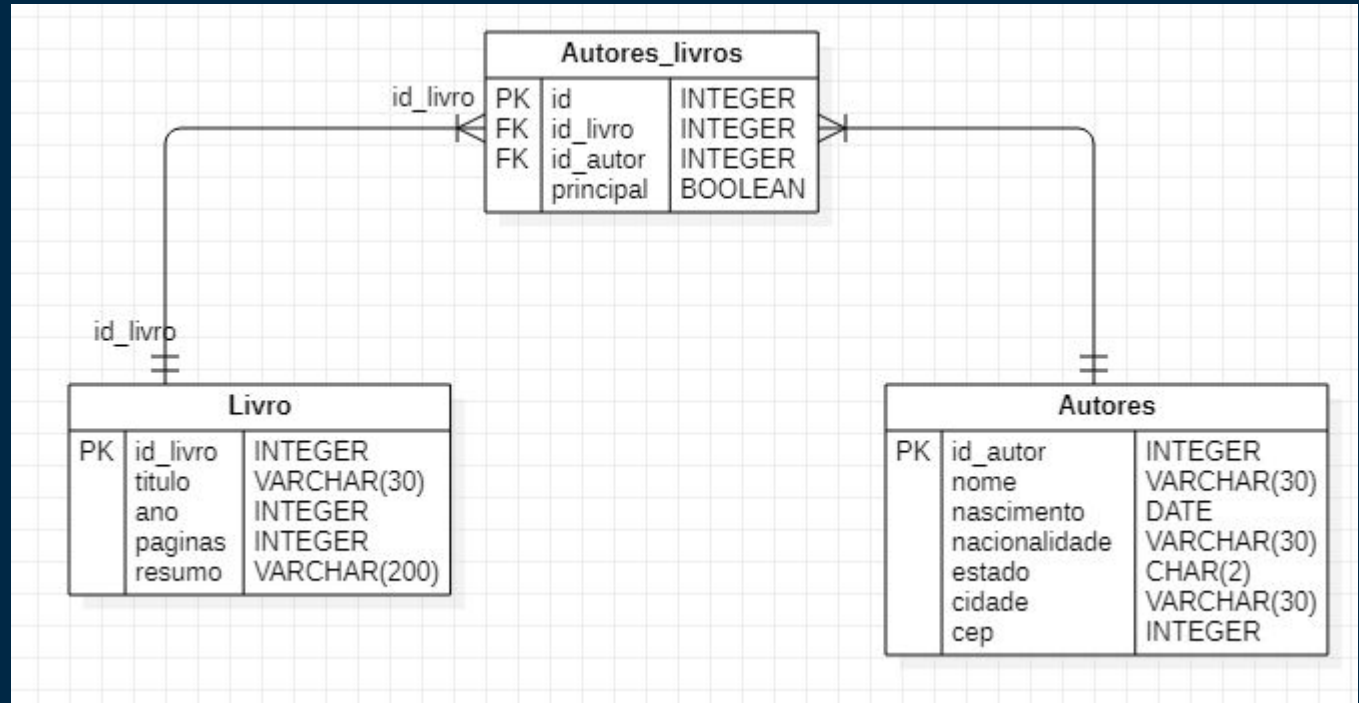 Autores_livros
id_livro
PK id INTEGER
FK id_livro INTEGER
FK id_autor INTEGER
principal BOOLEAN
id_livro
Livro
PK id_livro INTEGER
titulo VARCHAR(30)
ano INTEGER
paginas INTEGER
resumo VARCHAR(200)
Autores
PK id_autor INTEGER
nome VARCHAR(30)
nascimento DATE
nacionalidade VARCHAR(30)
estado CHAR(2)
cidade VARCHAR(30)
cep INTEGER